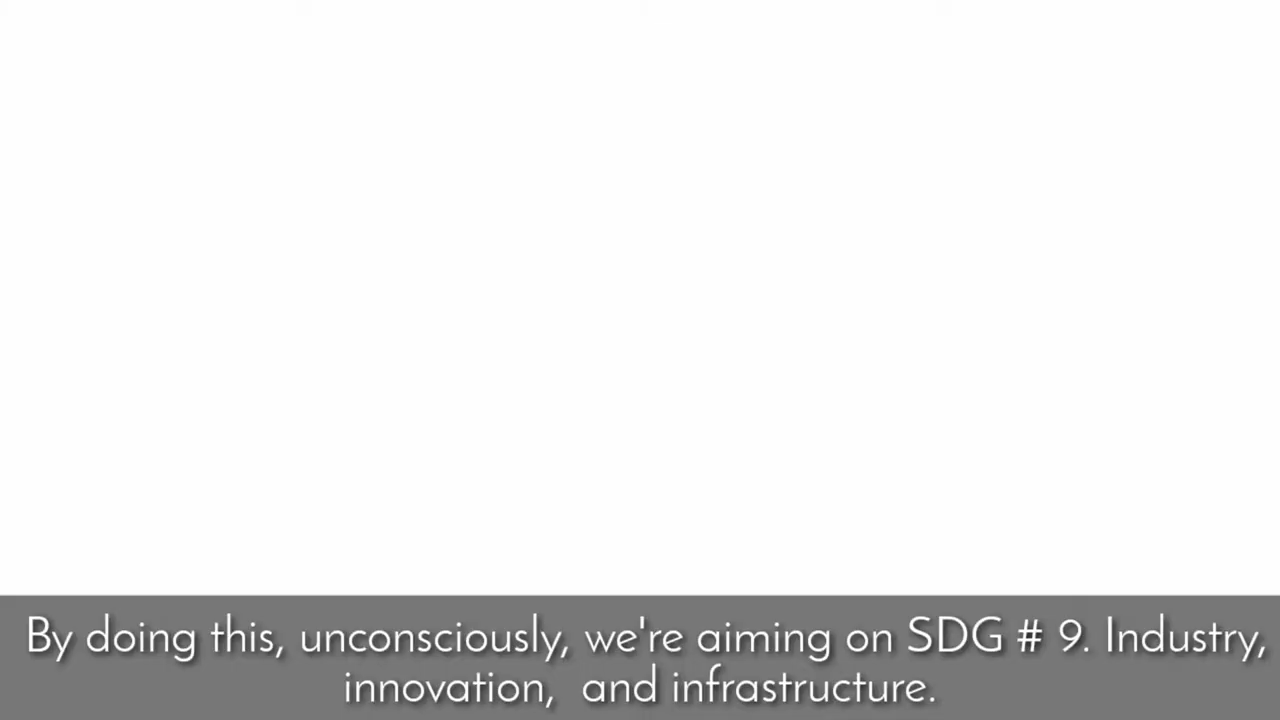 By doing this, unconsciously, we're aiming on SDG # 9. Industry,
innovation,  and infrastructure.